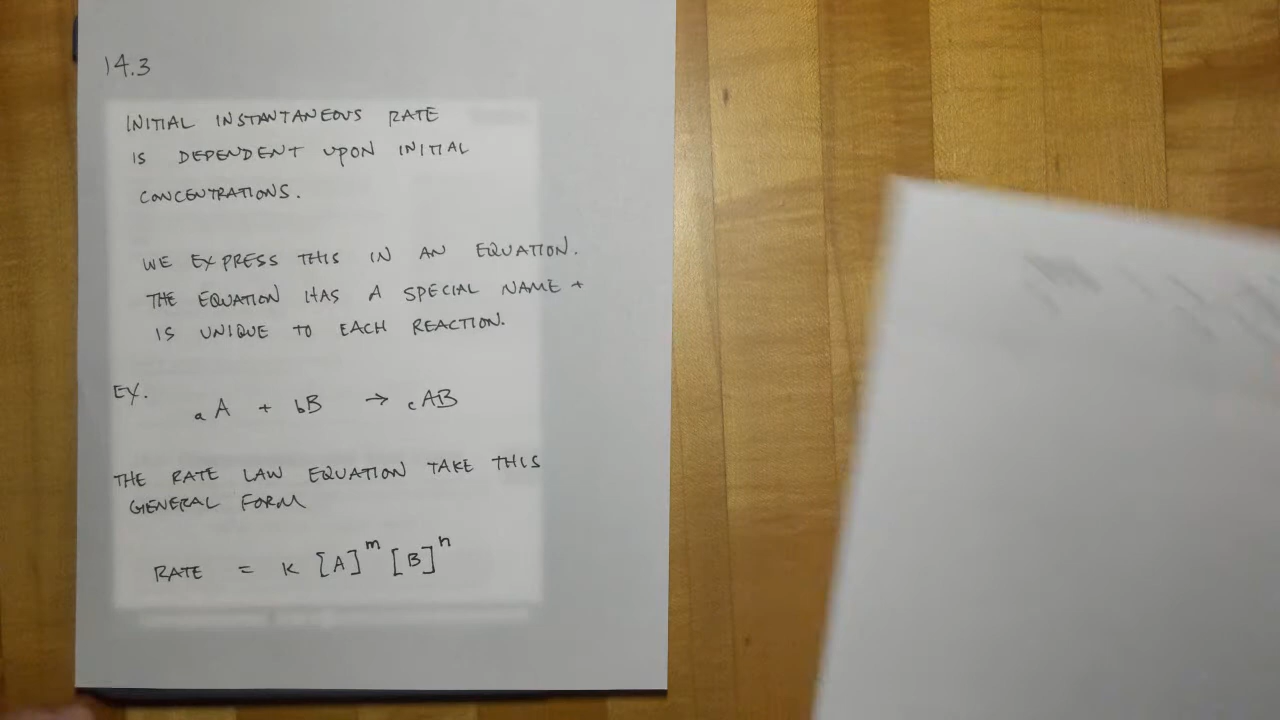 14.3
INITIAL INSTANTANEOUS RATE
IS DEPENDENT UPON INITIAL
CONCENTRATIONS.
WE EXPRESS THIS IN AN EQUATION.
THE EQUATION HAS A SPECIAL NAME +
IS UNIQUE TO EACH REACTION.
EX.
aA + bB → cAB
THE RATE LAW EQUATION TAKE THIS
GENERAL FORM
RATE = K [A]^m [B]^n